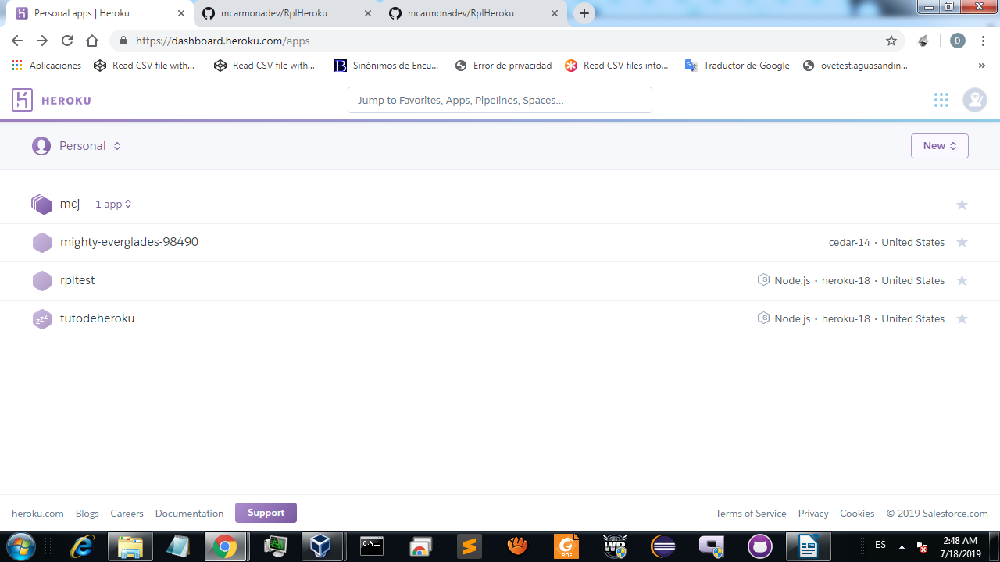 Personal apps | Heroku
mcarmonadev/RplHeroku
mcarmonadev/RplHeroku
https://dashboard.heroku.com/apps
D
Aplicaciones
Read CSV file with...
Read CSV file with...
B
Sinónimos de Encu...
Error de privacidad
Read CSV files into...
Traductor de Google
ovetest.aguasandin...
»
HEROKU
Jump to Favorites, Apps, Pipelines, Spaces...
Personal
New
mcj
1 app
mighty-everglades-98490
cedar-14 · United States
rpltest
Node.js · heroku-18 · United States
zzz
tutodeheroku
Node.js · heroku-18 · United States
heroku.com
Blogs
Careers
Documentation
Support
Terms of Service
Privacy
Cookies
© 2019 Salesforce.com
C:\_
PDF
WR
ES
2:48 AM
7/18/2019